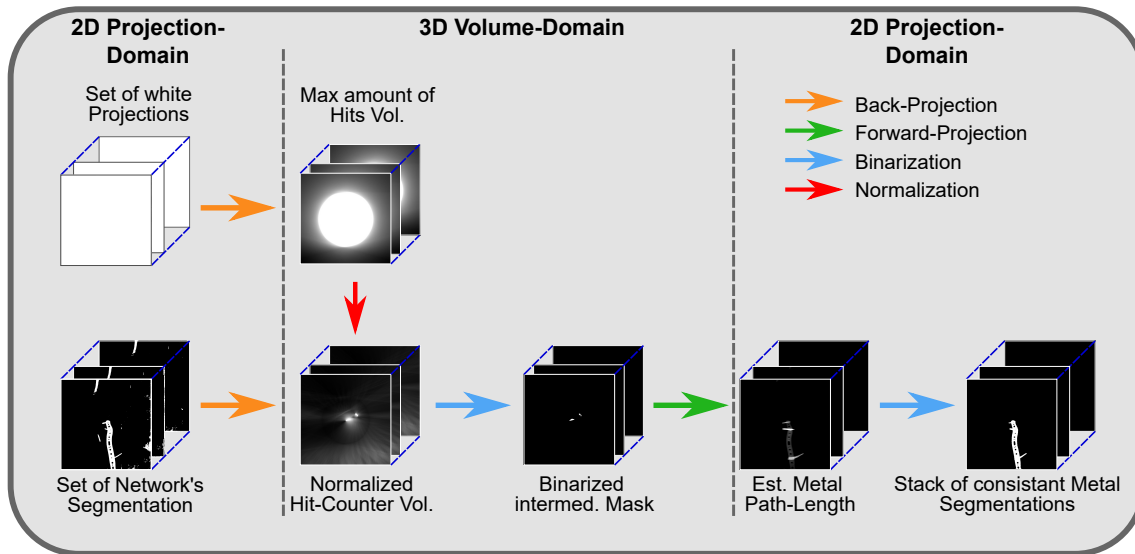 2D Projection-
Domain
3D Volume-Domain
2D Projection-
Domain
Set of white
Projections
Max amount of
Hits Vol.
Back-Projection
Forward-Projection
Binarization
Normalization
Set of Network's
Segmentation
Normalized
Hit-Counter Vol.
Binarized
intermed. Mask
Est. Metal
Path-Length
Stack of consistant Metal
Segmentations